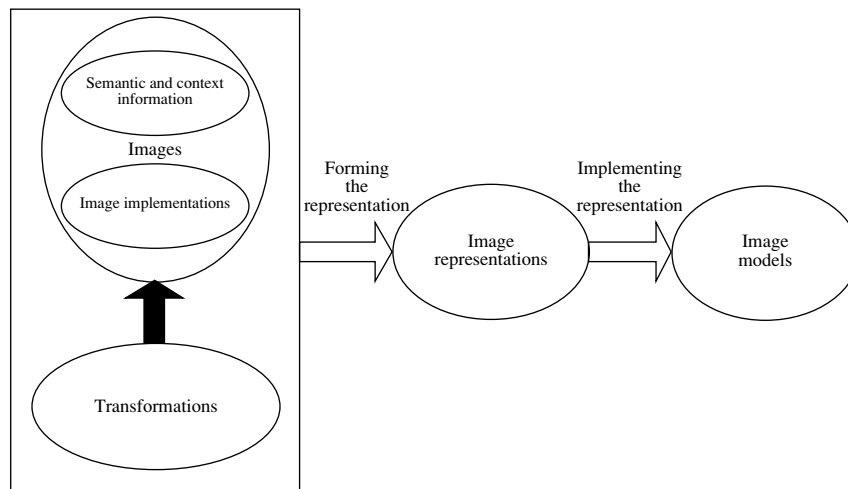 Semantic and context
information
Images
Image implementations
Transformations
Forming
the
representation
Image
representations
Implementing
the
representation
Image
models